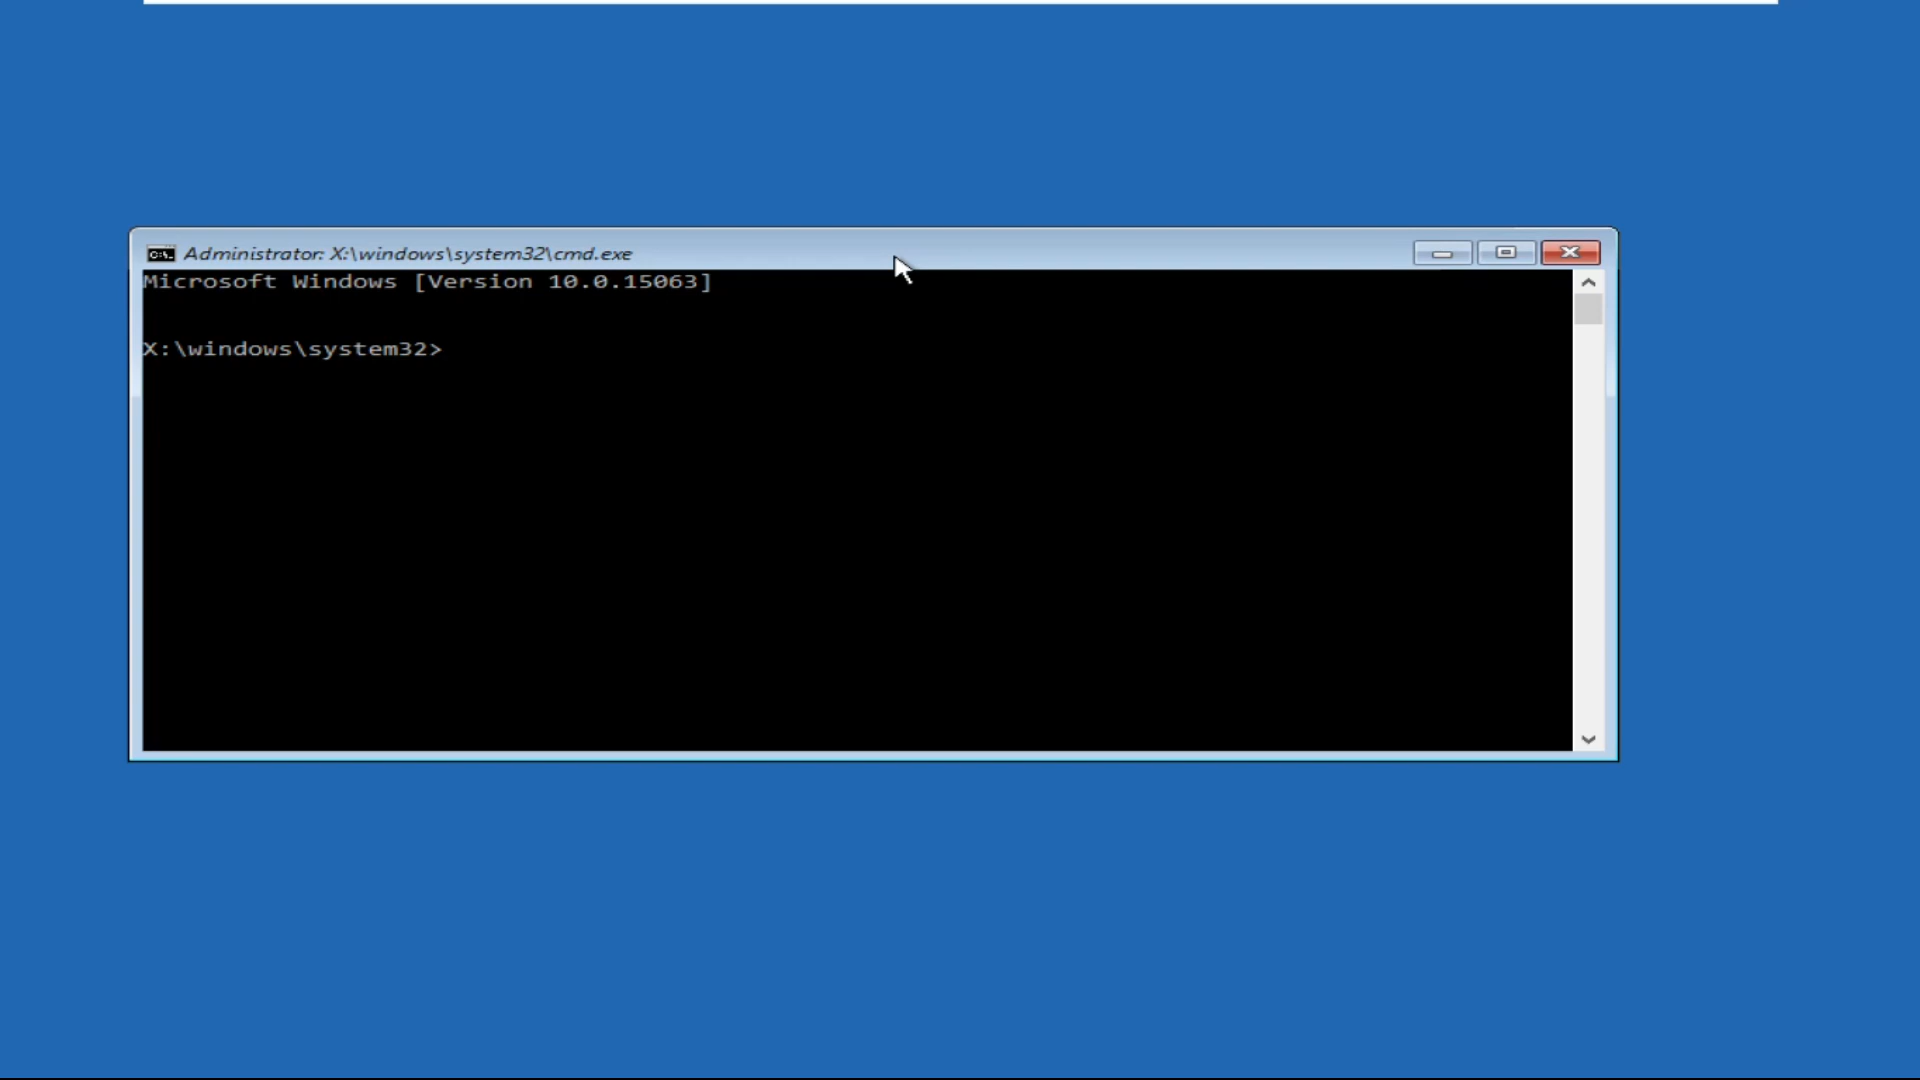 Administrator: X:\windows\system32\cmd.exe
Microsoft Windows [Version 10.0.15063]
X:\windows\system32>